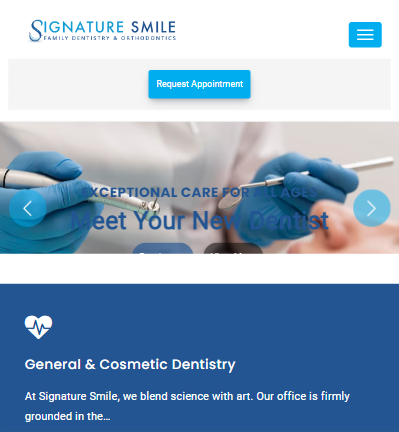 SIGNATURE SMILE
FAMILY DENTISTRY & ORTHODONTICS
Request Appointment
EXCEPTIONAL CARE FOR ALL AGES
Meet Your New Dentist
General & Cosmetic Dentistry
At Signature Smile, we blend science with art. Our office is firmly
grounded in the...